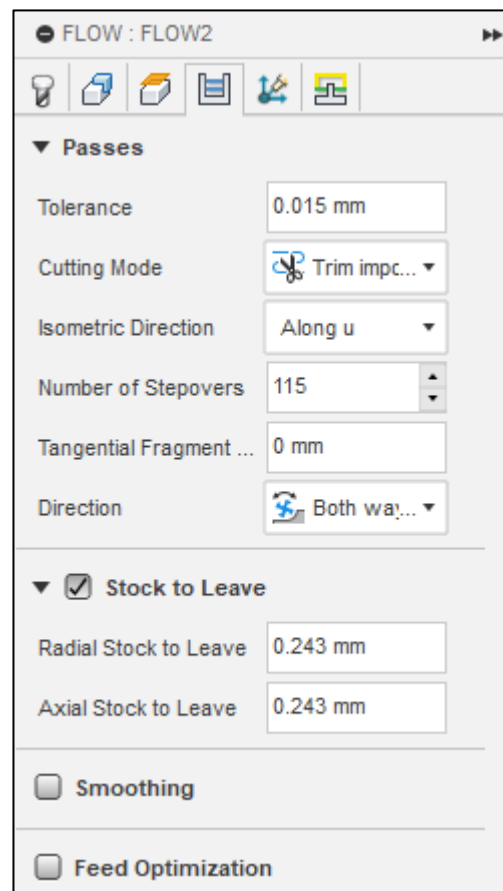 FLOW : FLOW2
Passes
Tolerance 0.015 mm
Cutting Mode Trim impc... 
Isometric Direction Along u
Number of Stepovers 115
Tangential Fragment ... 0 mm
Direction Both way...
Stock to Leave
Radial Stock to Leave 0.243 mm
Axial Stock to Leave 0.243 mm
Smoothing
Feed Optimization